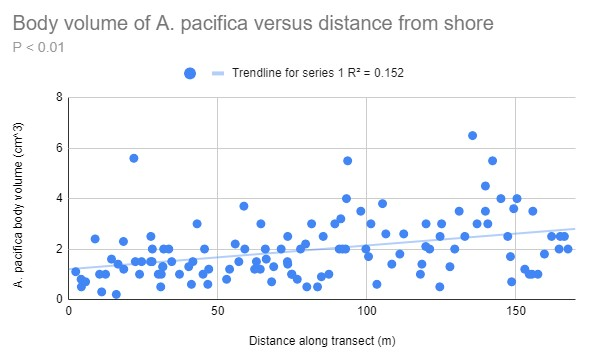 Body volume of A. pacifica versus distance from shore
P < 0.01
Trendline for series 1 R² = 0.152
A. pacifica body volume (cm^3)
8
6
4
2
0
0
50
100
150
Distance along transect (m)